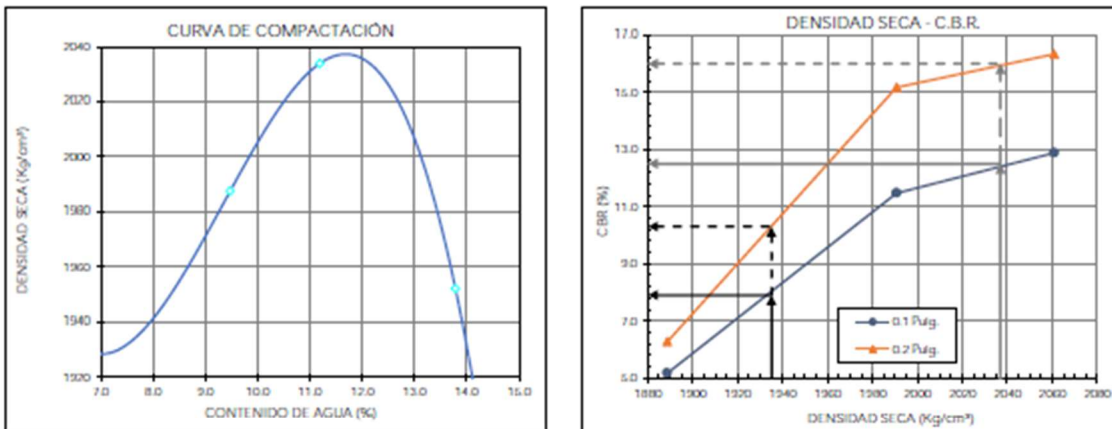 CURVA DE COMPACTACIÓN
DENSIDAD SECA (Kg/cm³)
2040
2020
2000
1980
1960
1940
1920
7.0 8.0 9.0 10.0 11.0 12.0 13.0 14.0 15.0 16.0
CONTENIDO DE AGUA (%)
DENSIDAD SECA - C.B.R.
CBR (%)
17.0
15.0
13.0
11.0
9.0
7.0
5.0
0.1 Pulg.
0.2 Pulg.
1880 1900 1920 1940 1960 1980 2000 2020 2040 2060 2080
DENSIDAD SECA (Kg/cm³)